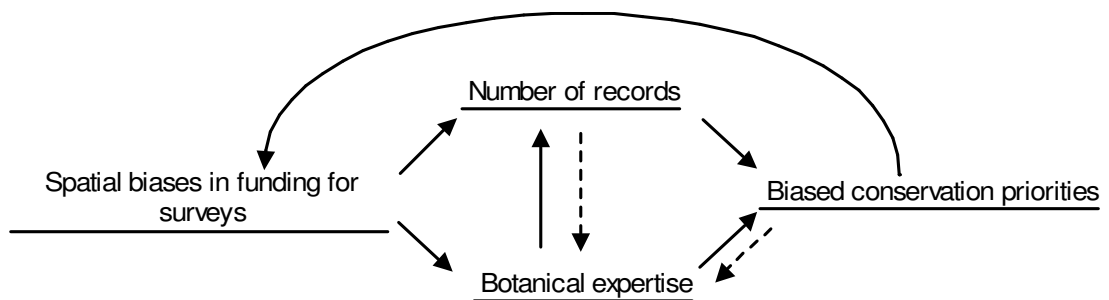 Number of records
Spatial biases in funding for
surveys
Biased conservation priorities
Botanical expertise